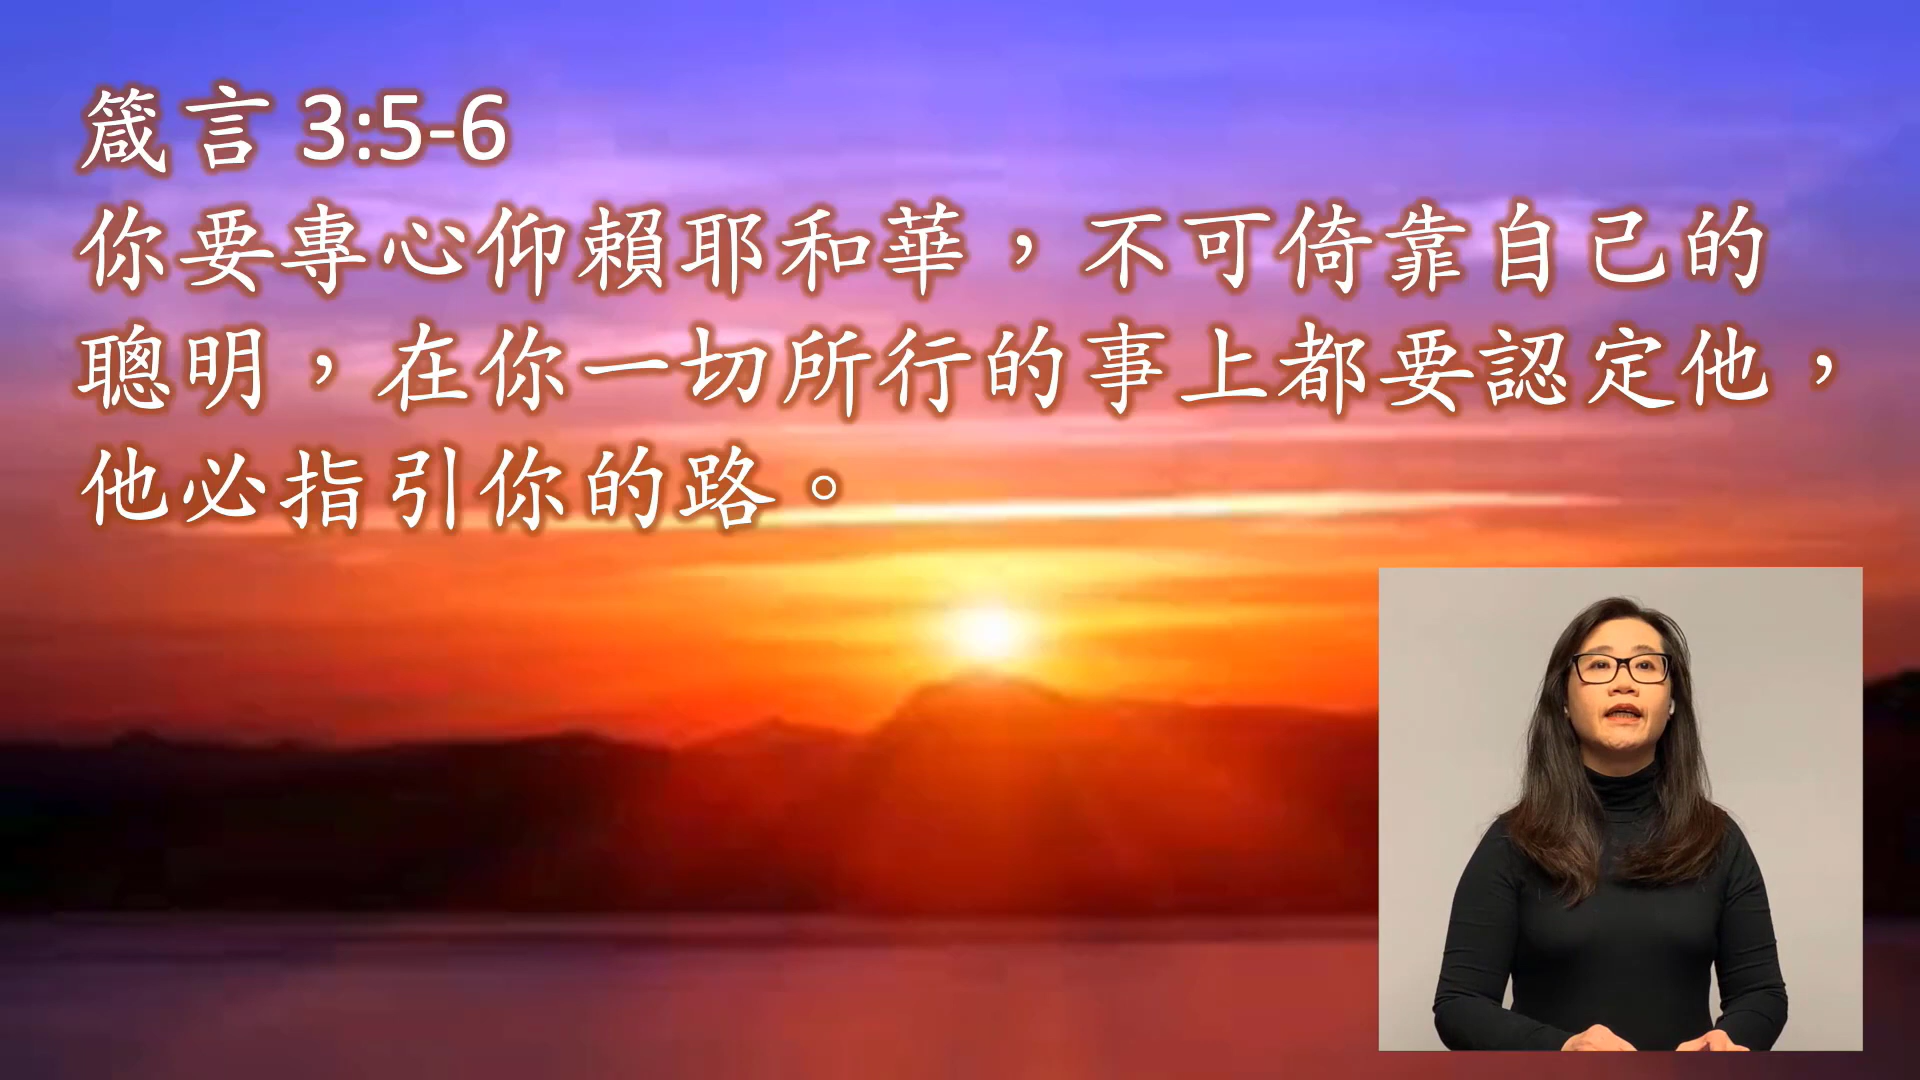 箴言 3:5-6
你要專心仰賴耶和華，不可倚靠自己的
聰明，在你一切所行的事上都要認定他，
他必指引你的路。